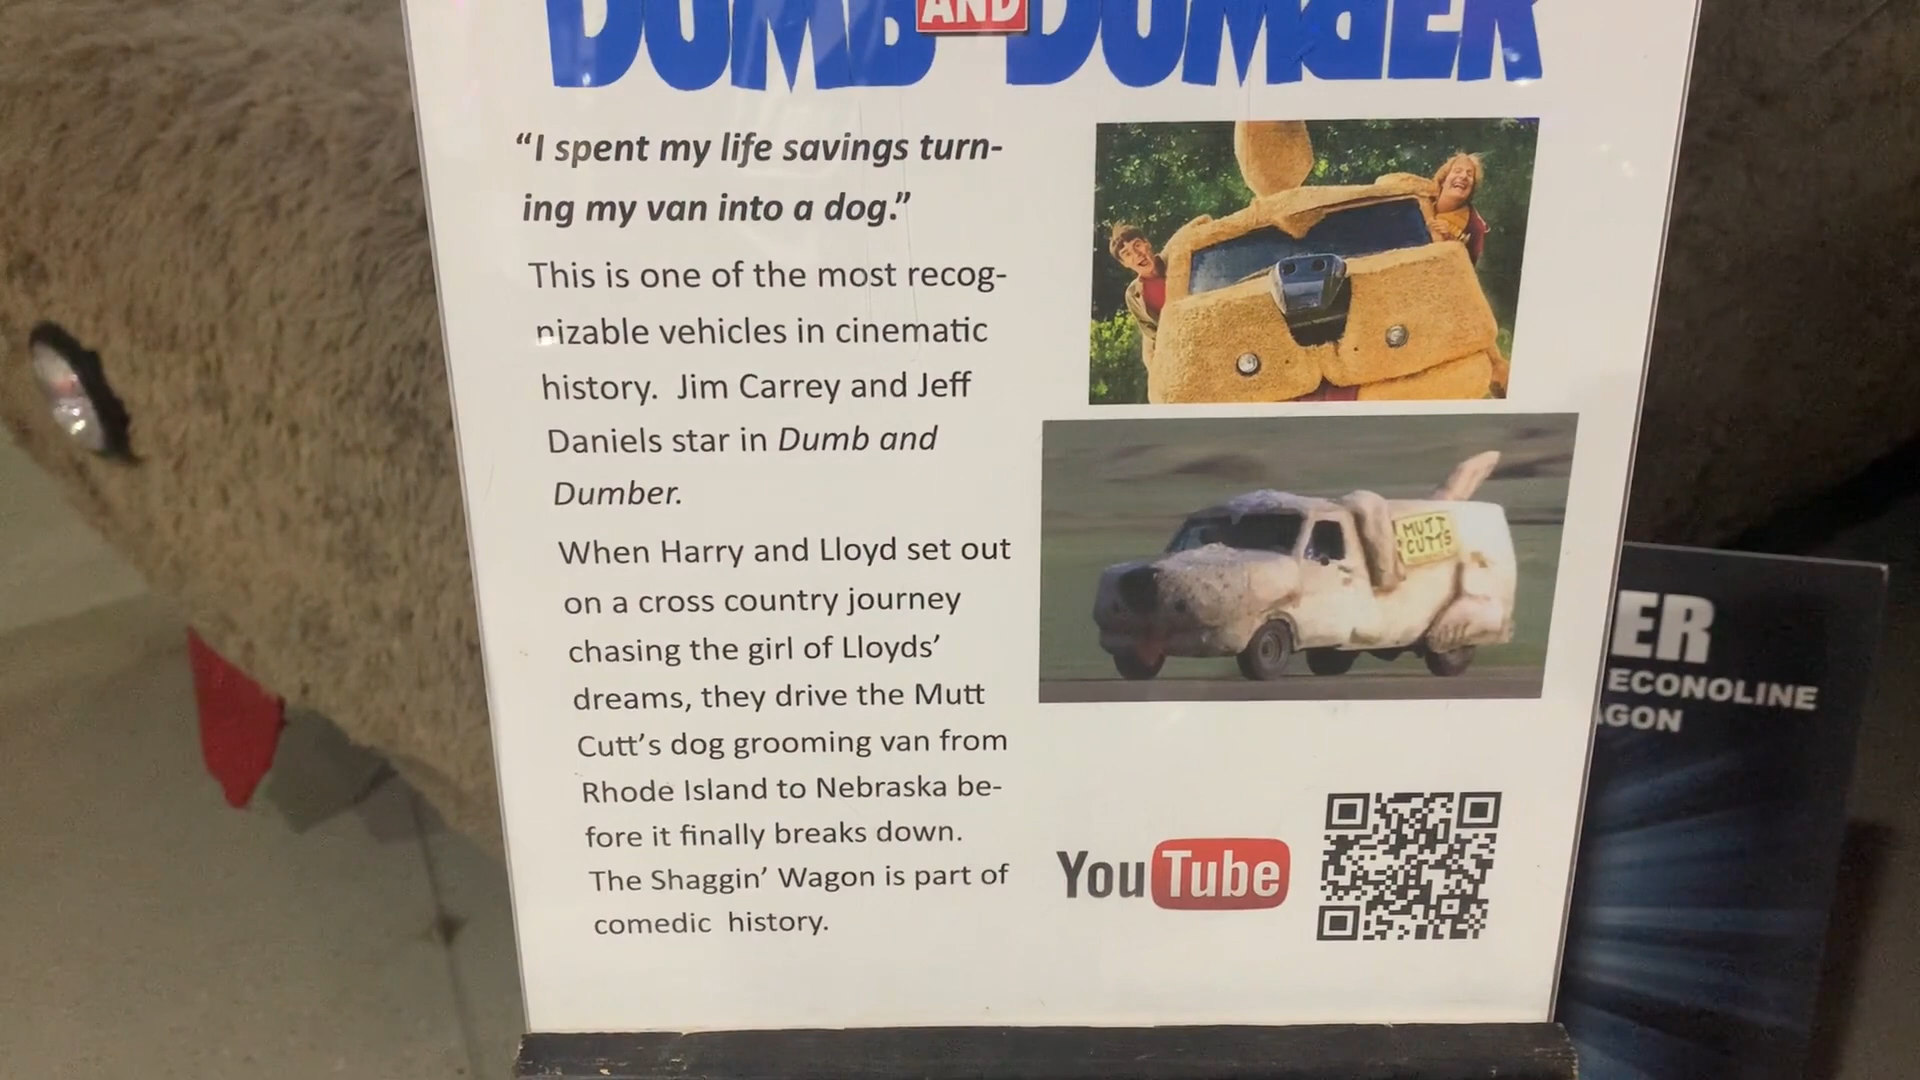 DUMB AND DUMBER
“I spent my life savings turn-
ing my van into a dog.”
This is one of the most recog-
nizable vehicles in cinematic
history. Jim Carrey and Jeff
Daniels star in Dumb and
Dumber.
When Harry and Lloyd set out
on a cross country journey
chasing the girl of Lloyds’
dreams, they drive the Mutt
Cutt’s dog grooming van from
Rhode Island to Nebraska be-
fore it finally breaks down.
The Shaggin’ Wagon is part of
comedic history.
MUTT
CUTTS
YouTube
ER
ECONOLINE
AGON